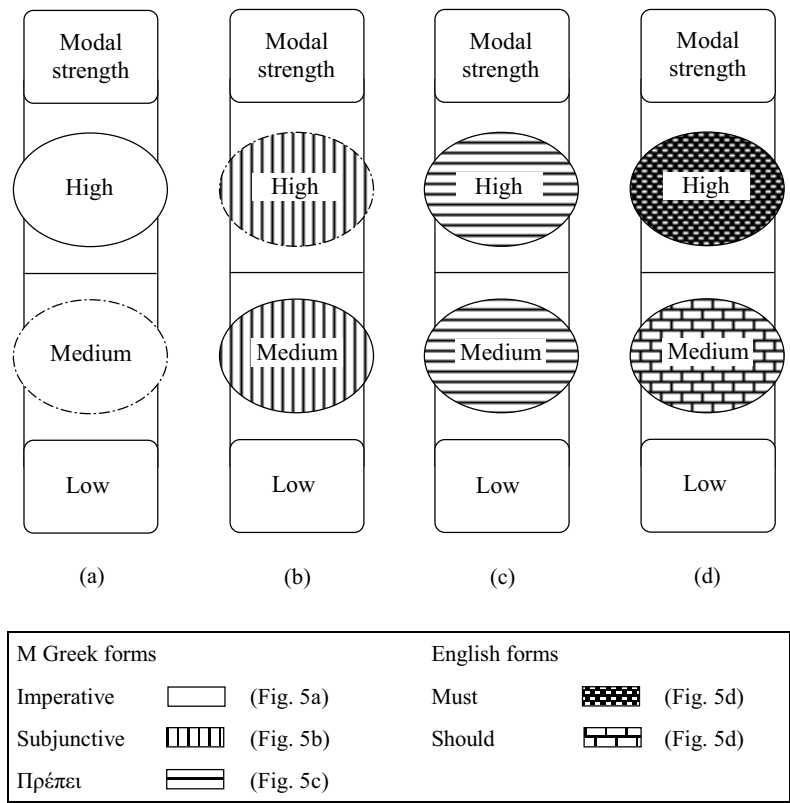 Modal
strength
Modal
strength
Modal
strength
Modal
strength
High
High
High
High
Medium
Medium
Medium
Medium
Low
Low
Low
Low
(a)
(b)
(c)
(d)
M Greek forms
English forms
Imperative (Fig. 5a)
Must (Fig. 5d)
Subjunctive (Fig. 5b)
Should (Fig. 5d)
Πρέπει (Fig. 5c)